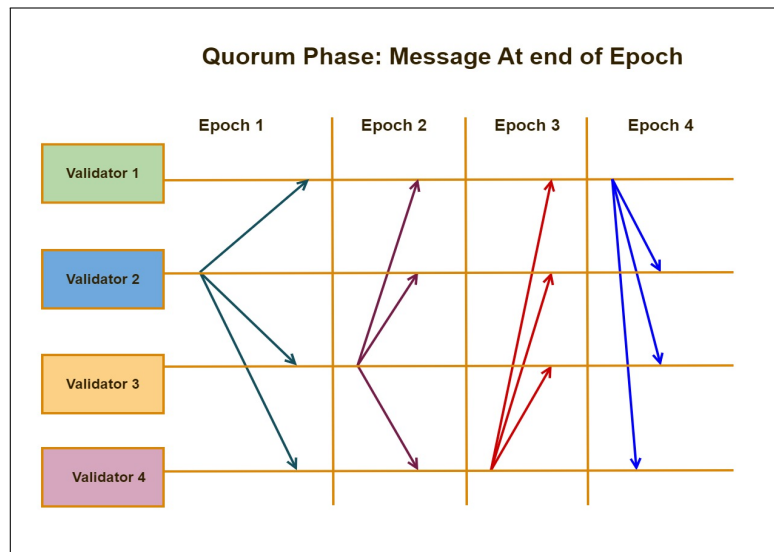 Quorum Phase: Message At end of Epoch
Epoch 1
Epoch 2
Epoch 3
Epoch 4
Validator 1
Validator 2
Validator 3
Validator 4